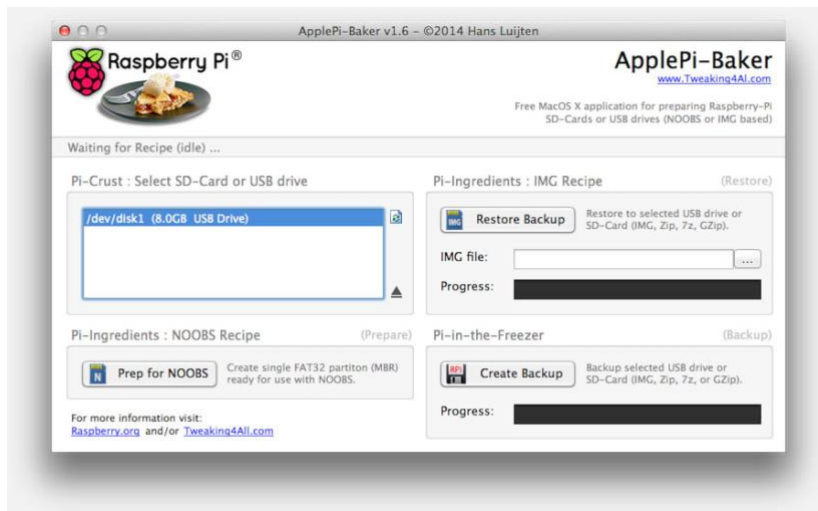 ApplePi-Baker v1.6 – ©2014 Hans Luijten
Raspberry Pi®
ApplePi-Baker
www.Tweaking4Al.com
Free MacOS X application for preparing Raspberry-Pi
SD-Cards or USB drives (NOOBS or IMG based)
Waiting for Recipe (idle) ...
Pi-Crust : Select SD-Card or USB drive
/dev/disk1 (8.0GB USB Drive)
Pi-Ingredients : NOOBS Recipe (Prepare)
N
Prep for NOOBS
Create single FAT32 partiton (MBR)
ready for use with NOOBS.
For more information visit:
Raspberry.org and/or Tweaking4All.com
Pi-Ingredients : IMG Recipe (Restore)
IMG
Restore Backup
Restore to selected USB drive or
SD-Card (IMG, Zip, 7z, GZip).
IMG file:
...
Progress:
Pi-in-the-Freezer (Backup)
RPi
Create Backup
Backup selected USB drive or
SD-Card (IMG, Zip, 7z, or GZip).
Progress: